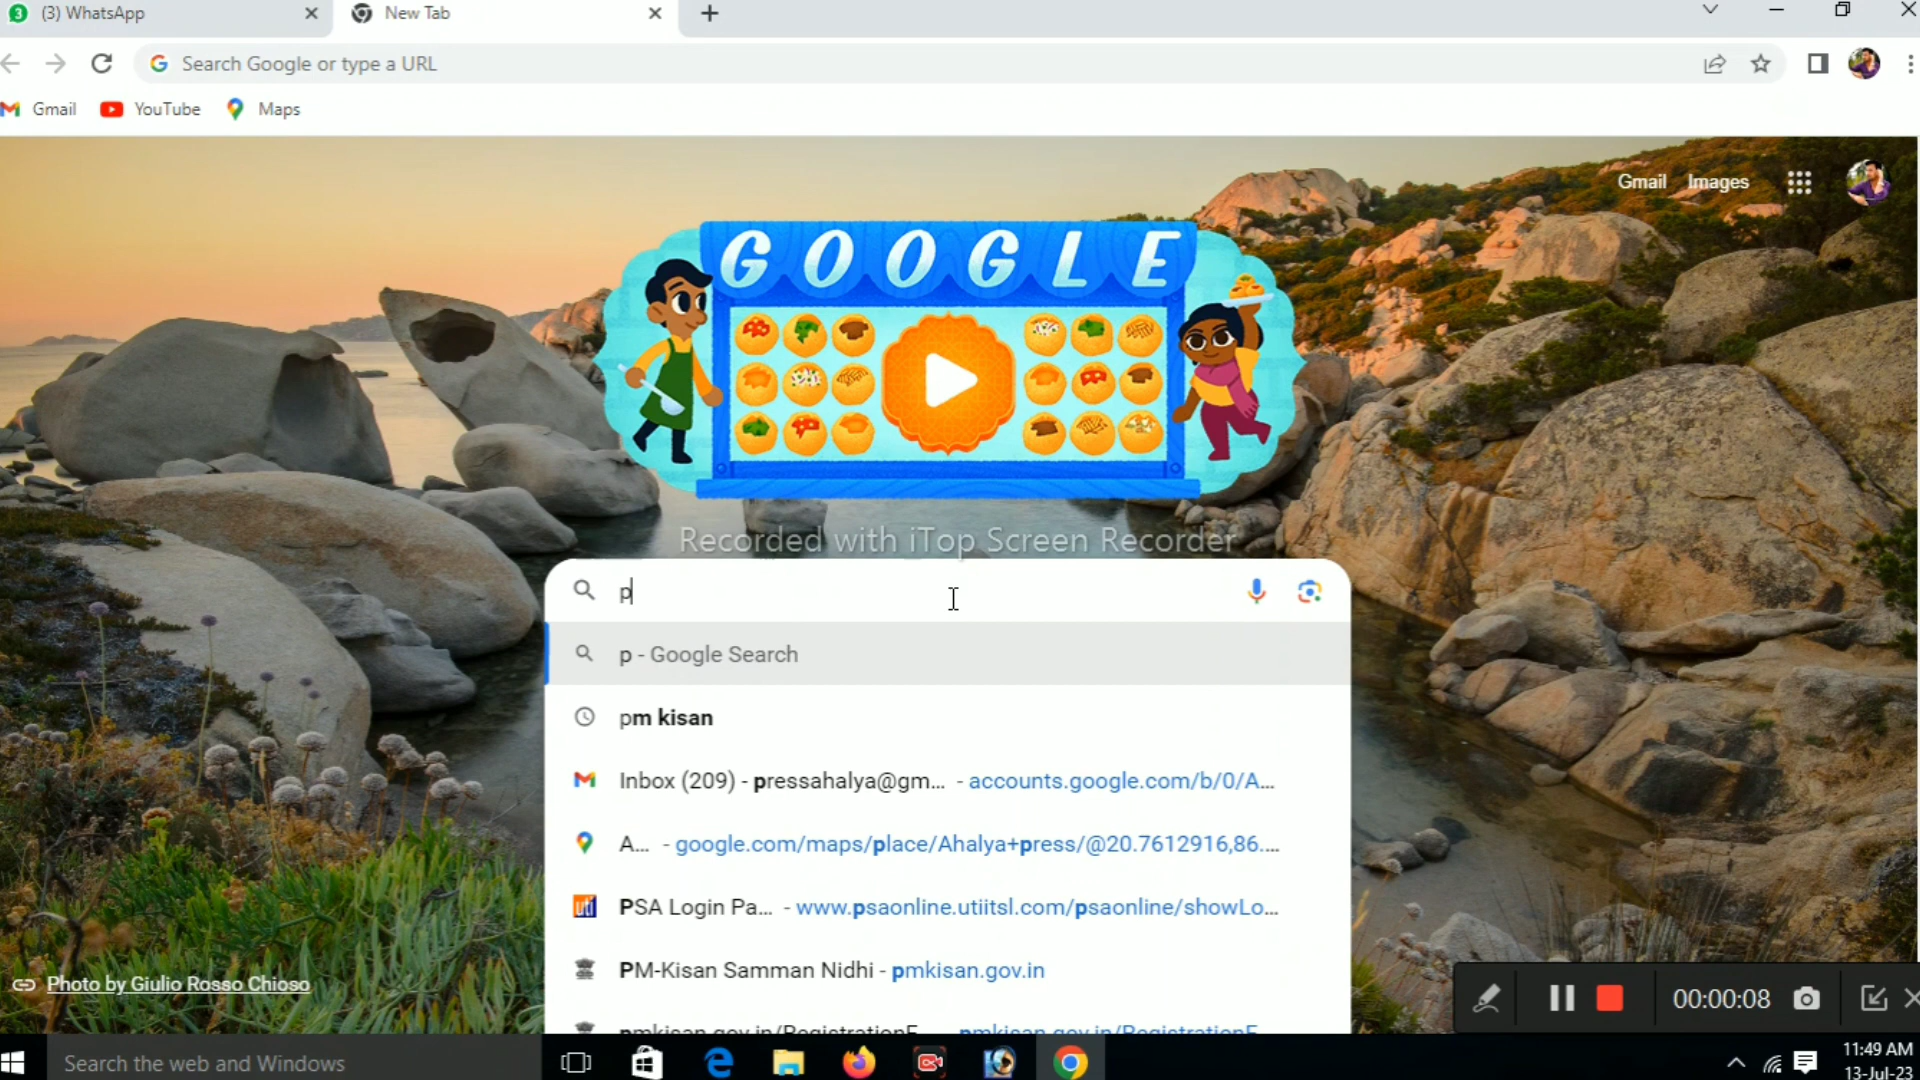 (3) WhatsApp
New Tab
Search Google or type a URL
Gmail
YouTube
Maps
Gmail
Images
GOOGLE
Recorded with iTop Screen Recorder
p
p - Google Search
pm kisan
Inbox (209) - pressahalya@gm... - accounts.google.com/b/0/A...
A... - google.com/maps/place/Ahalya+press/@20.7612916,86....
PSA Login Pa... - www.psaonline.utiitsl.com/psaonline/showLo...
PM-Kisan Samman Nidhi - pmkisan.gov.in
Photo by Giulio Rosso Chioso
00:00:08
Search the web and Windows
11:49 AM
13-Jul-23